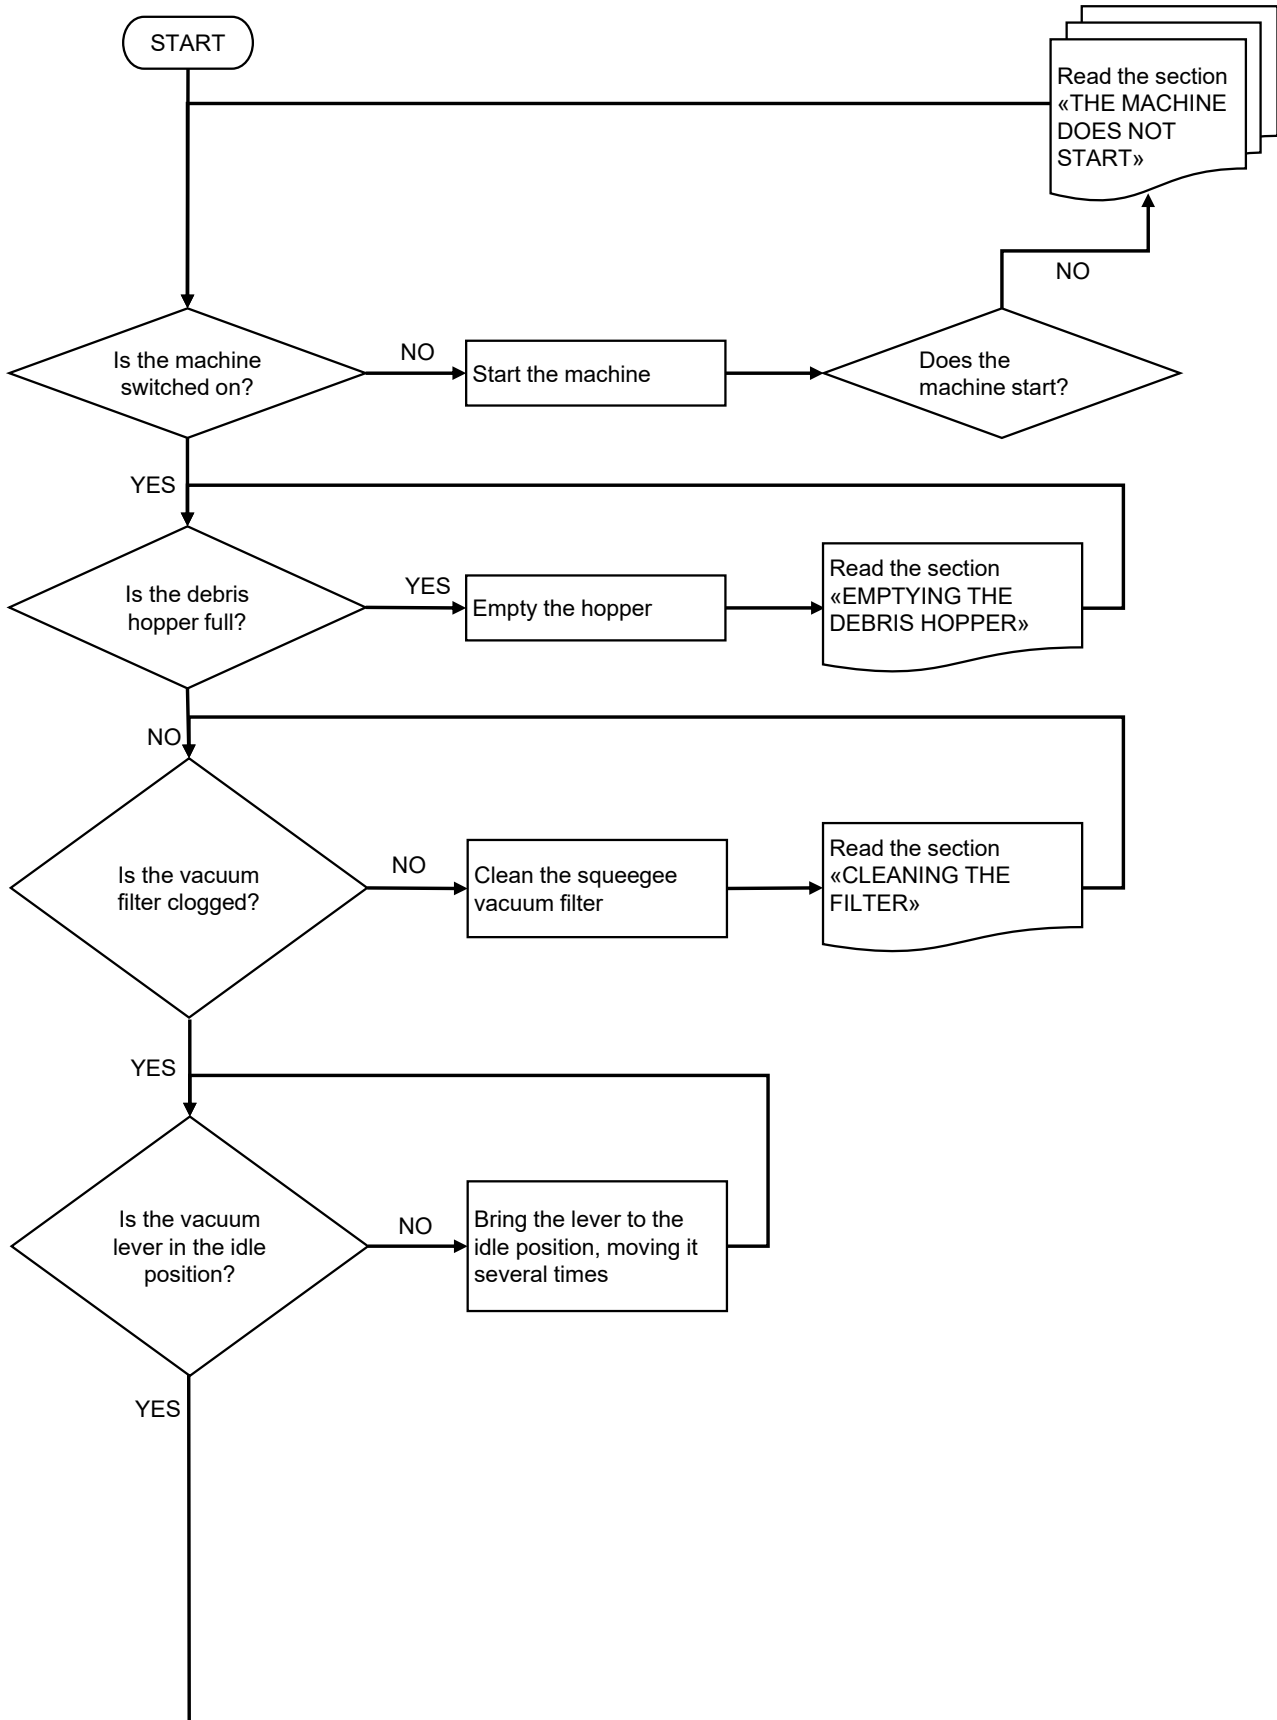 START
Read the section
«THE MACHINE
DOES NOT
START»
NO
Is the machine
switched on?
NO
Start the machine
Does the
machine start?
YES
Is the debris
hopper full?
YES
Empty the hopper
Read the section
«EMPTYING THE
DEBRIS HOPPER»
NO
Is the vacuum
filter clogged?
NO
Clean the squeegee
vacuum filter
Read the section
«CLEANING THE
FILTER»
YES
Is the vacuum
lever in the idle
position?
NO
Bring the lever to the
idle position, moving it
several times
YES